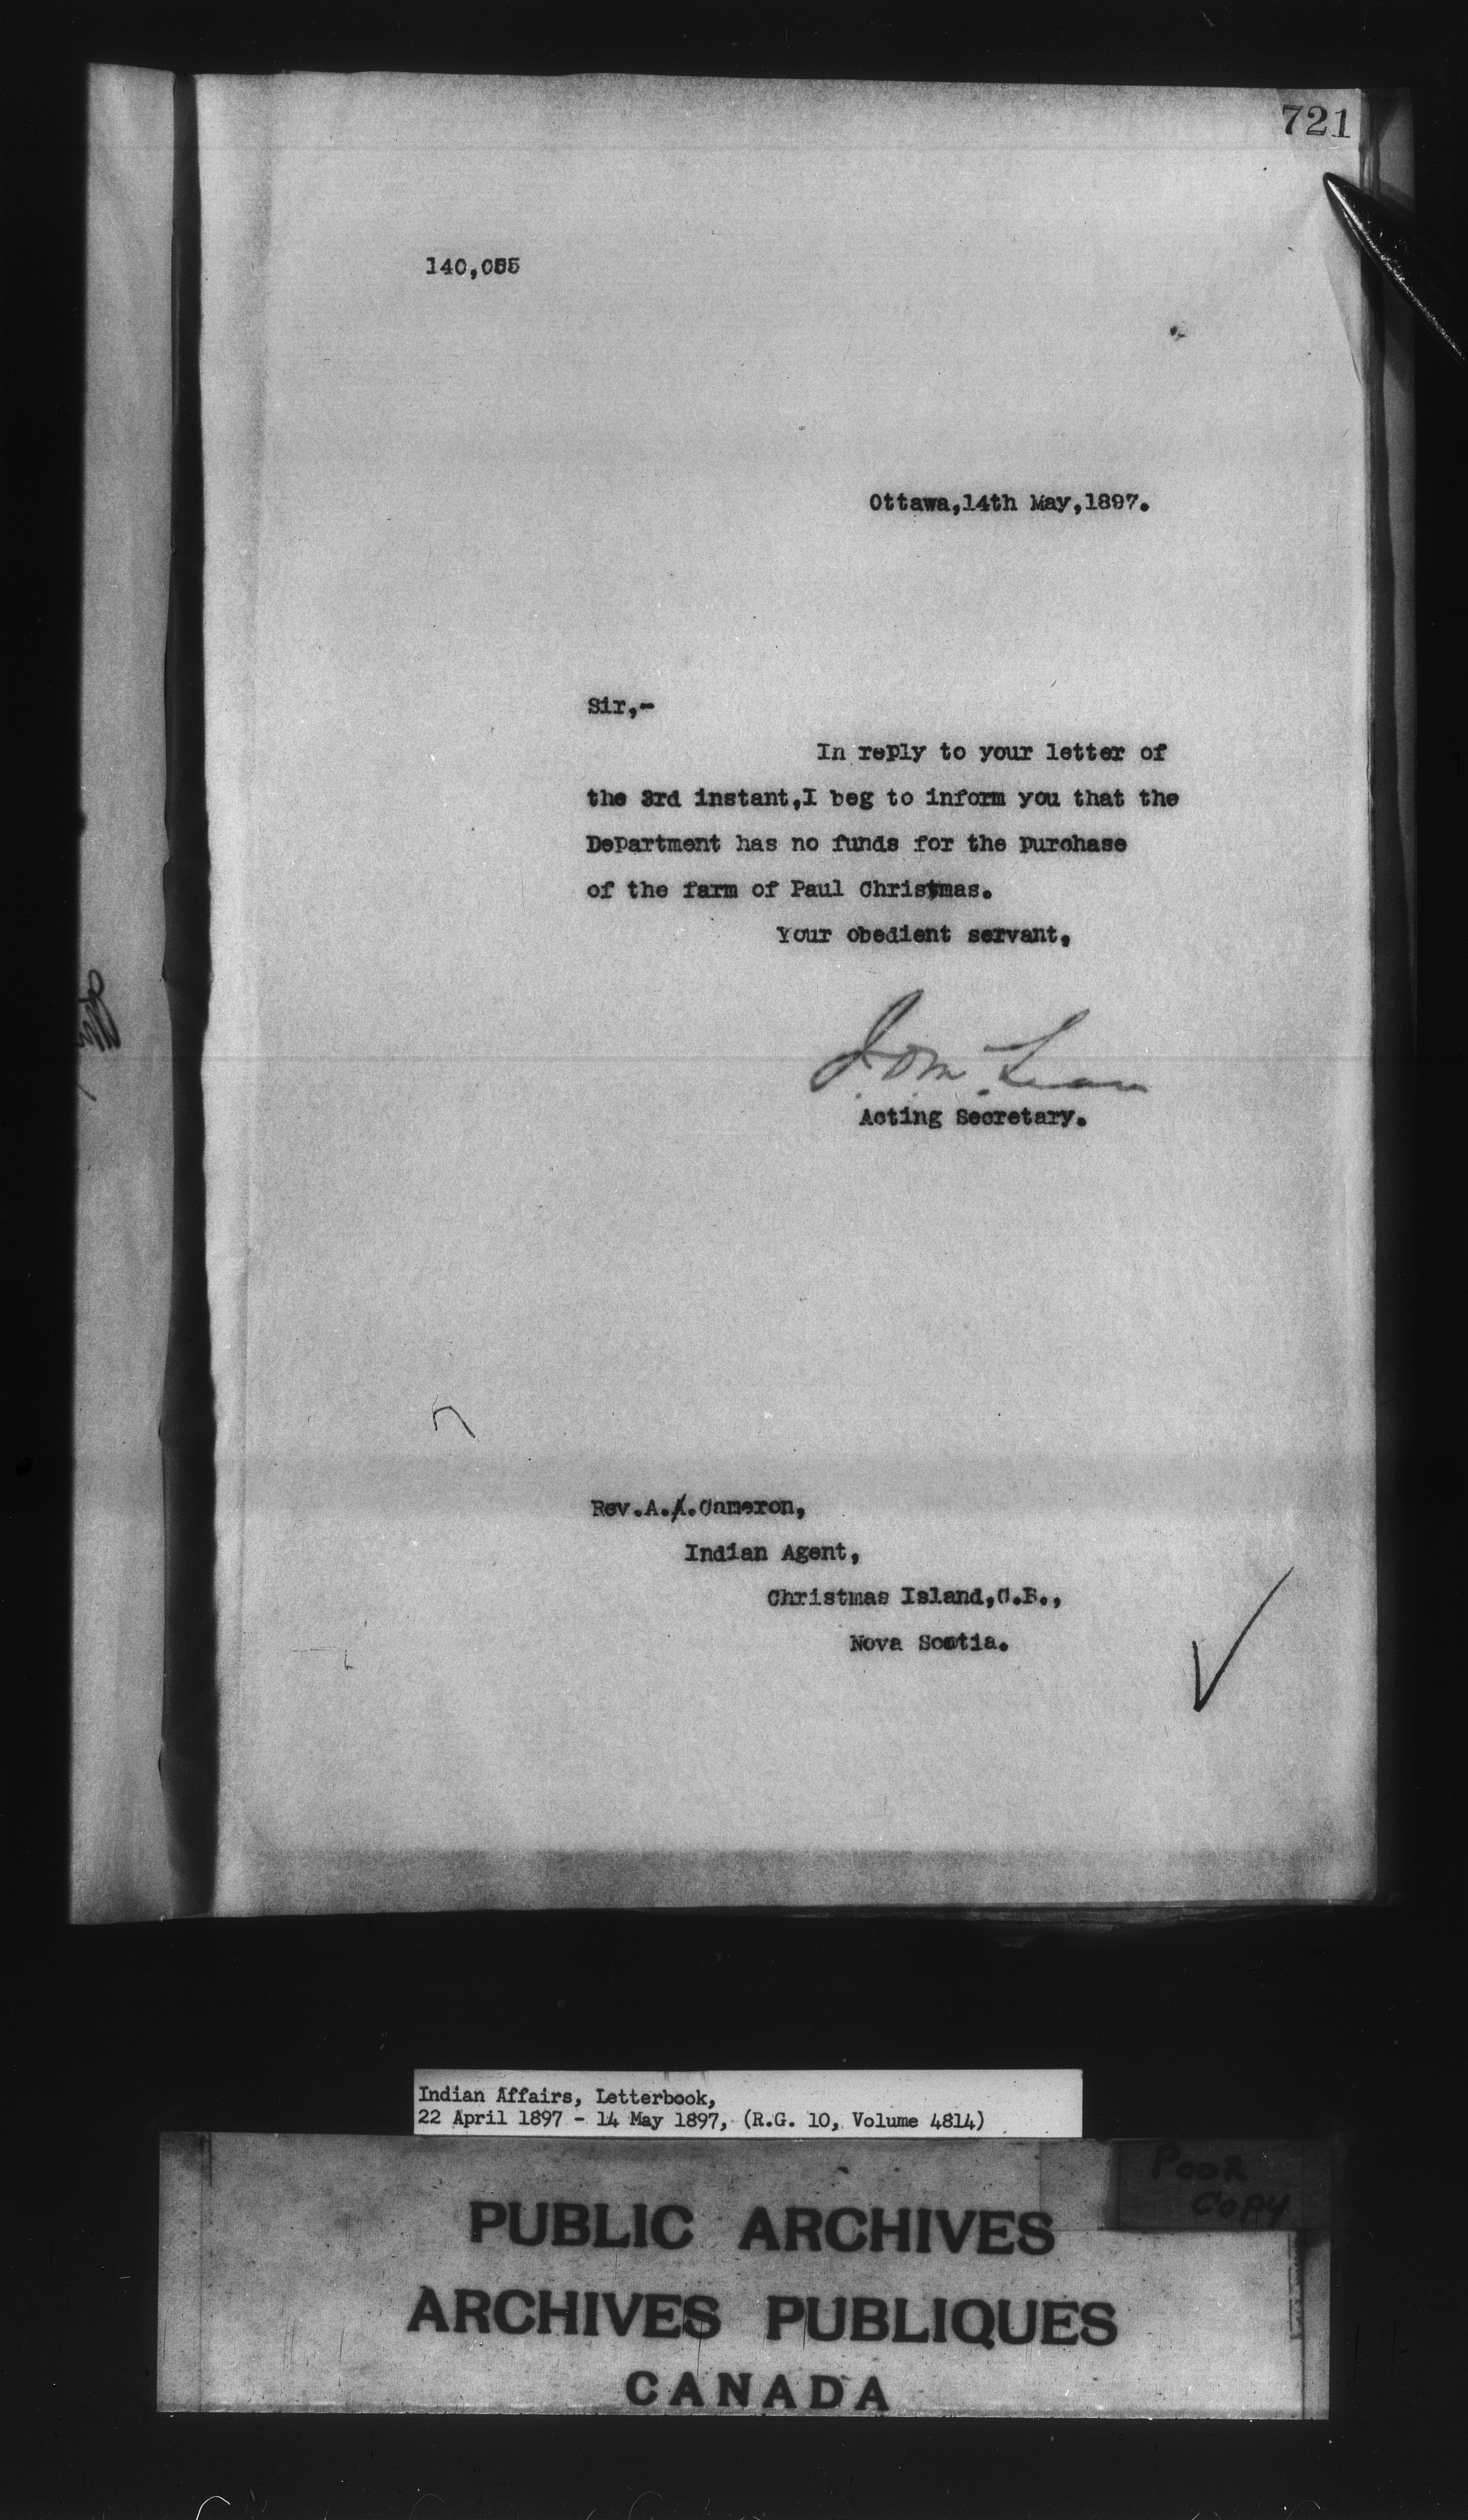 721
140,055
Ottawa,14th May,1897.
Sir,-
In reply to your letter of
the 3rd instant,I beg to inform you that the
Department has no funds for the purchase
of the farm of Paul Christmas.
Your obedient servant,
J.D. McLean
Acting Secretary.
Rev.A.A.Cameron,
Indian Agent,
Christmas Island,C.B.,
Nova Scotia.
Indian Affairs, Letterbook,
22 April 1897 - 14 May 1897, (R.G. 10, Volume 4814)
POOR
COPY
PUBLIC ARCHIVES
ARCHIVES PUBLIQUES
CANADA